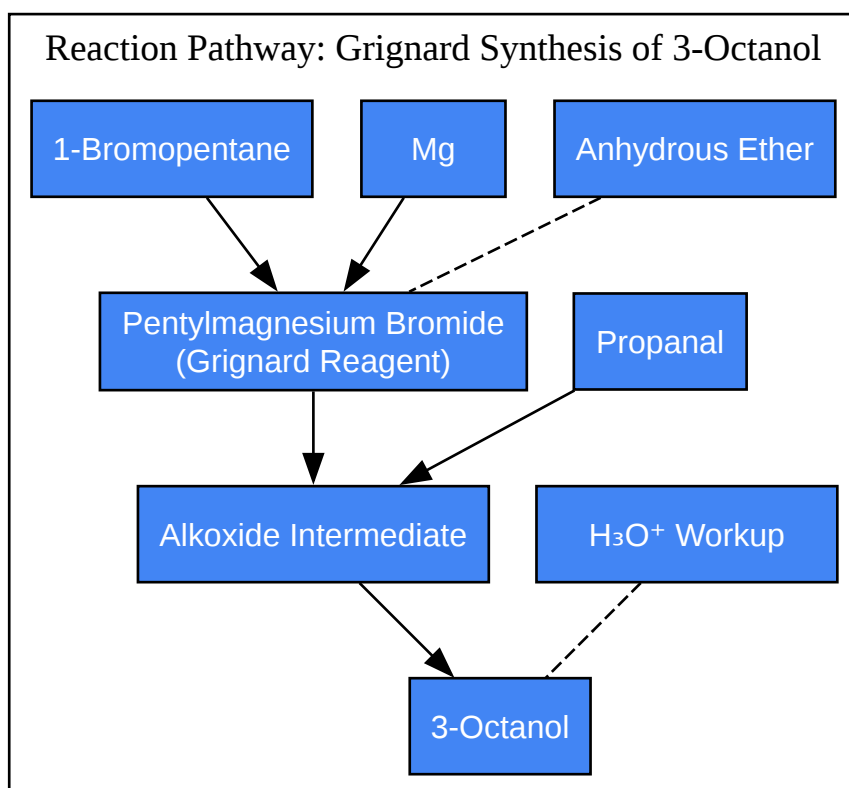 Reaction Pathway: Grignard Synthesis of 3-Octanol
1-Bromopentane
Mg
Anhydrous Ether
Pentylmagnesium Bromide
(Grignard Reagent)
Propanal
Alkoxide Intermediate
H₃O⁺ Workup
3-Octanol